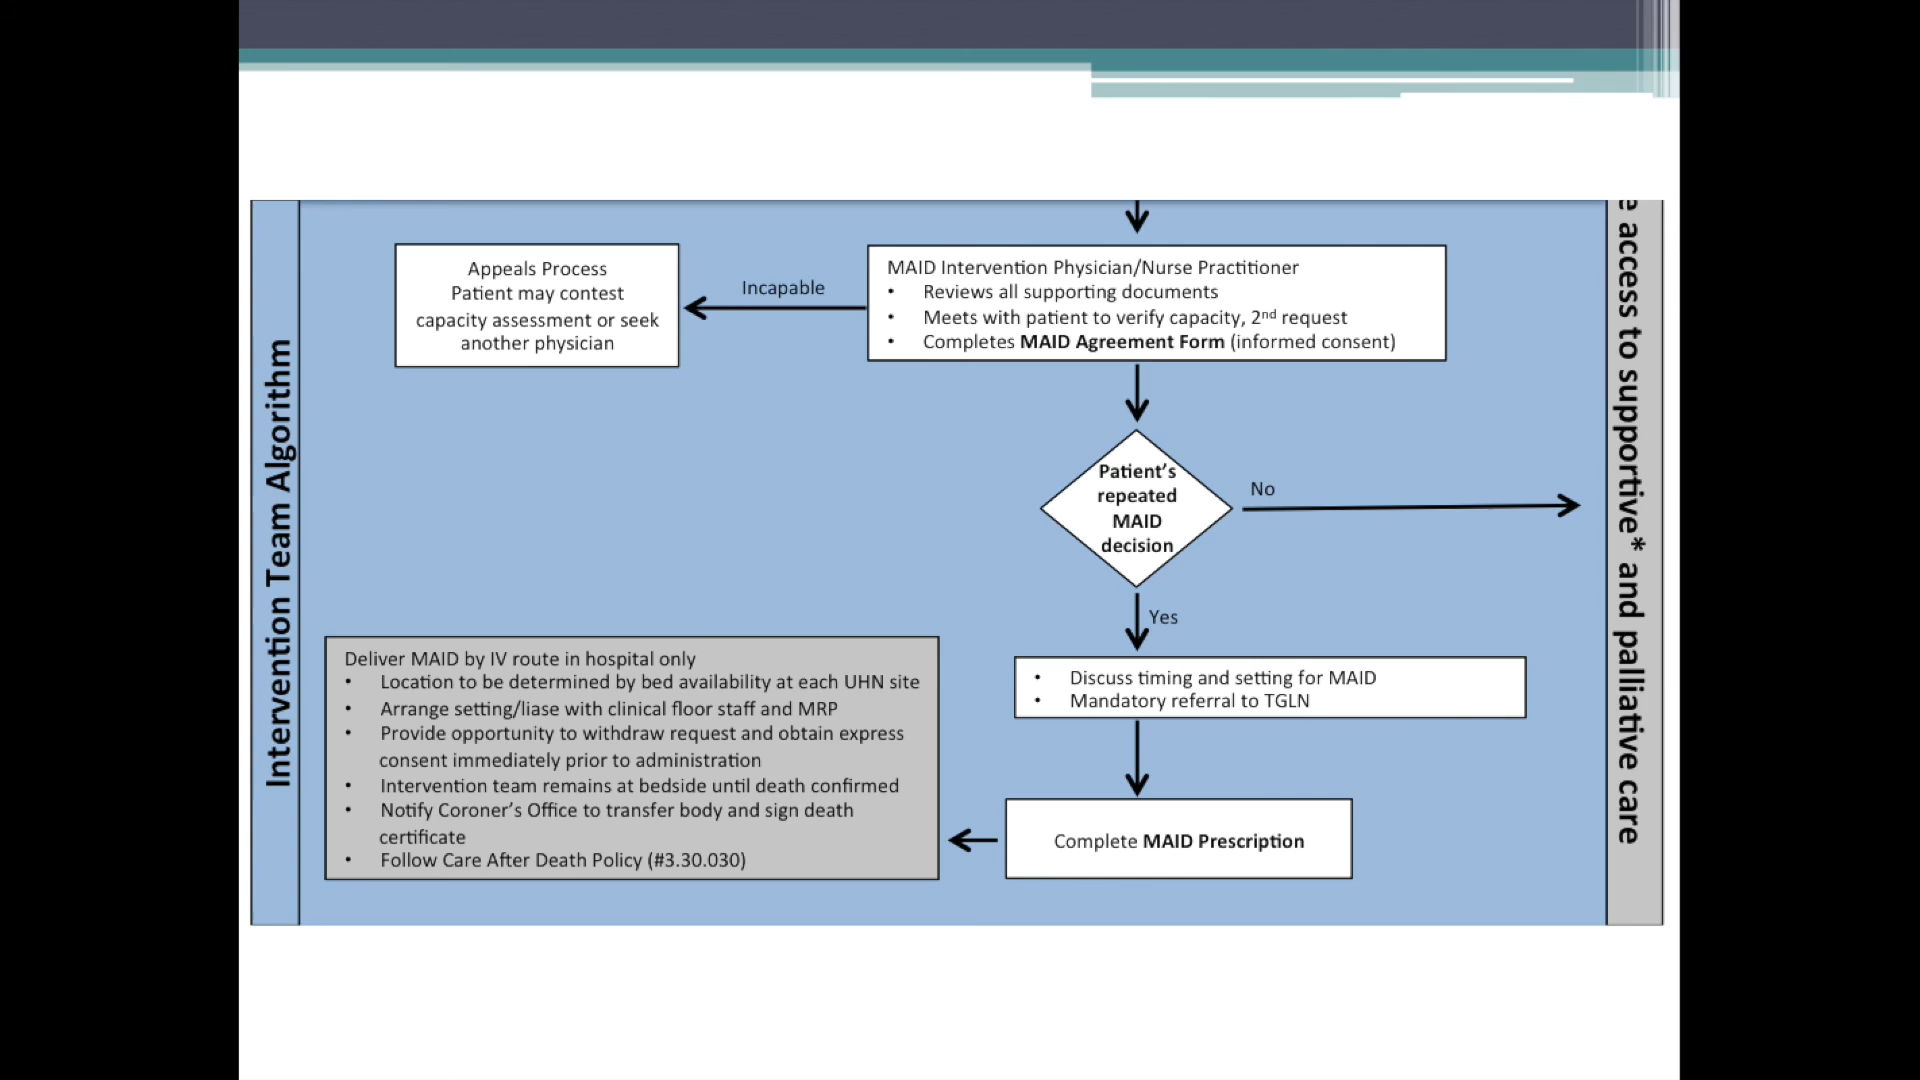 Intervention Team Algorithm
Appeals Process
Patient may contest
capacity assessment or seek
another physician
Incapable
MAID Intervention Physician/Nurse Practitioner
• Reviews all supporting documents
• Meets with patient to verify capacity, 2nd request
• Completes MAID Agreement Form (informed consent)
Patient's
repeated
MAID
decision
No
Yes
• Discuss timing and setting for MAID
• Mandatory referral to TGLN
Complete MAID Prescription
Deliver MAID by IV route in hospital only
• Location to be determined by bed availability at each UHN site
• Arrange setting/liase with clinical floor staff and MRP
• Provide opportunity to withdraw request and obtain express
consent immediately prior to administration
• Intervention team remains at bedside until death confirmed
• Notify Coroner's Office to transfer body and sign death
certificate
• Follow Care After Death Policy (#3.30.030)
access to supportive* and palliative care